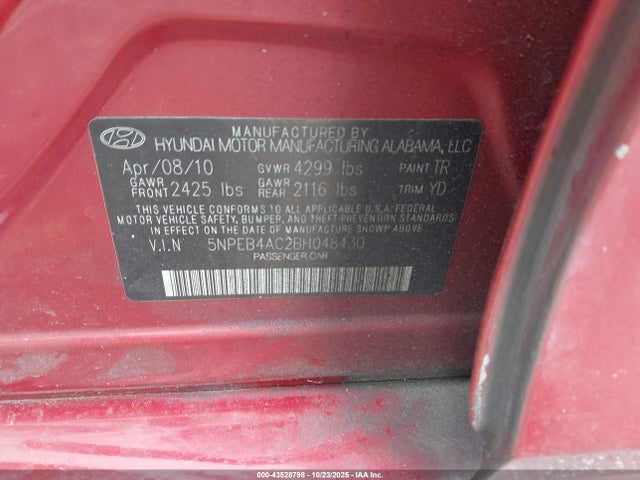 MANUFACTURED BY
HYUNDAI MOTOR MANUFACTURING ALABAMA, LLC
Apr/08/10 GVWR 4299 lbs PAINT TR
GAWR FRONT 2425 lbs GAWR REAR 2116 lbs TRIM YD
THIS VEHICLE CONFORMS TO ALL APPLICABLE U.S.A. FEDERAL
MOTOR VEHICLE SAFETY, BUMPER, AND THEFT PREVENTION STANDARDS
IN EFFECT ON THE DATE OF MANUFACTURE SHOWN ABOVE.
V.I.N 5NPEB4AC2BH048430
PASSENGER CAR
000-43528798 - 10/23/2025 - Copyright © 2025 IAA, Inc.